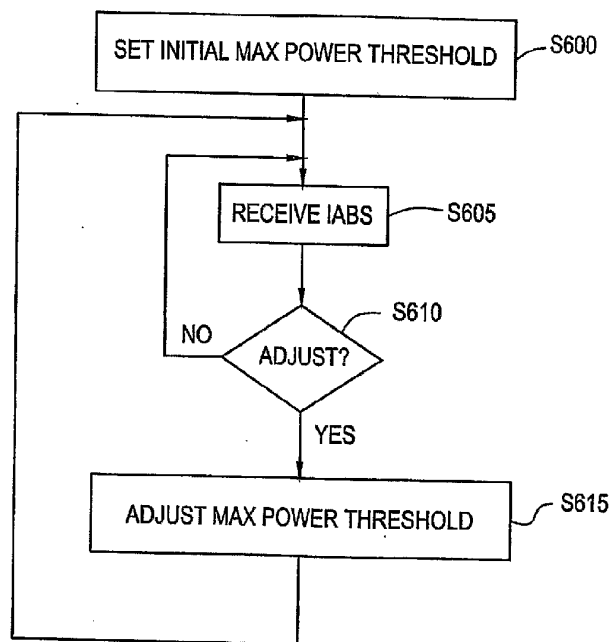 SET INITIAL MAX POWER THRESHOLD
S600
RECEIVE IABS
S605
S610
ADJUST?
NO
YES
ADJUST MAX POWER THRESHOLD
S615